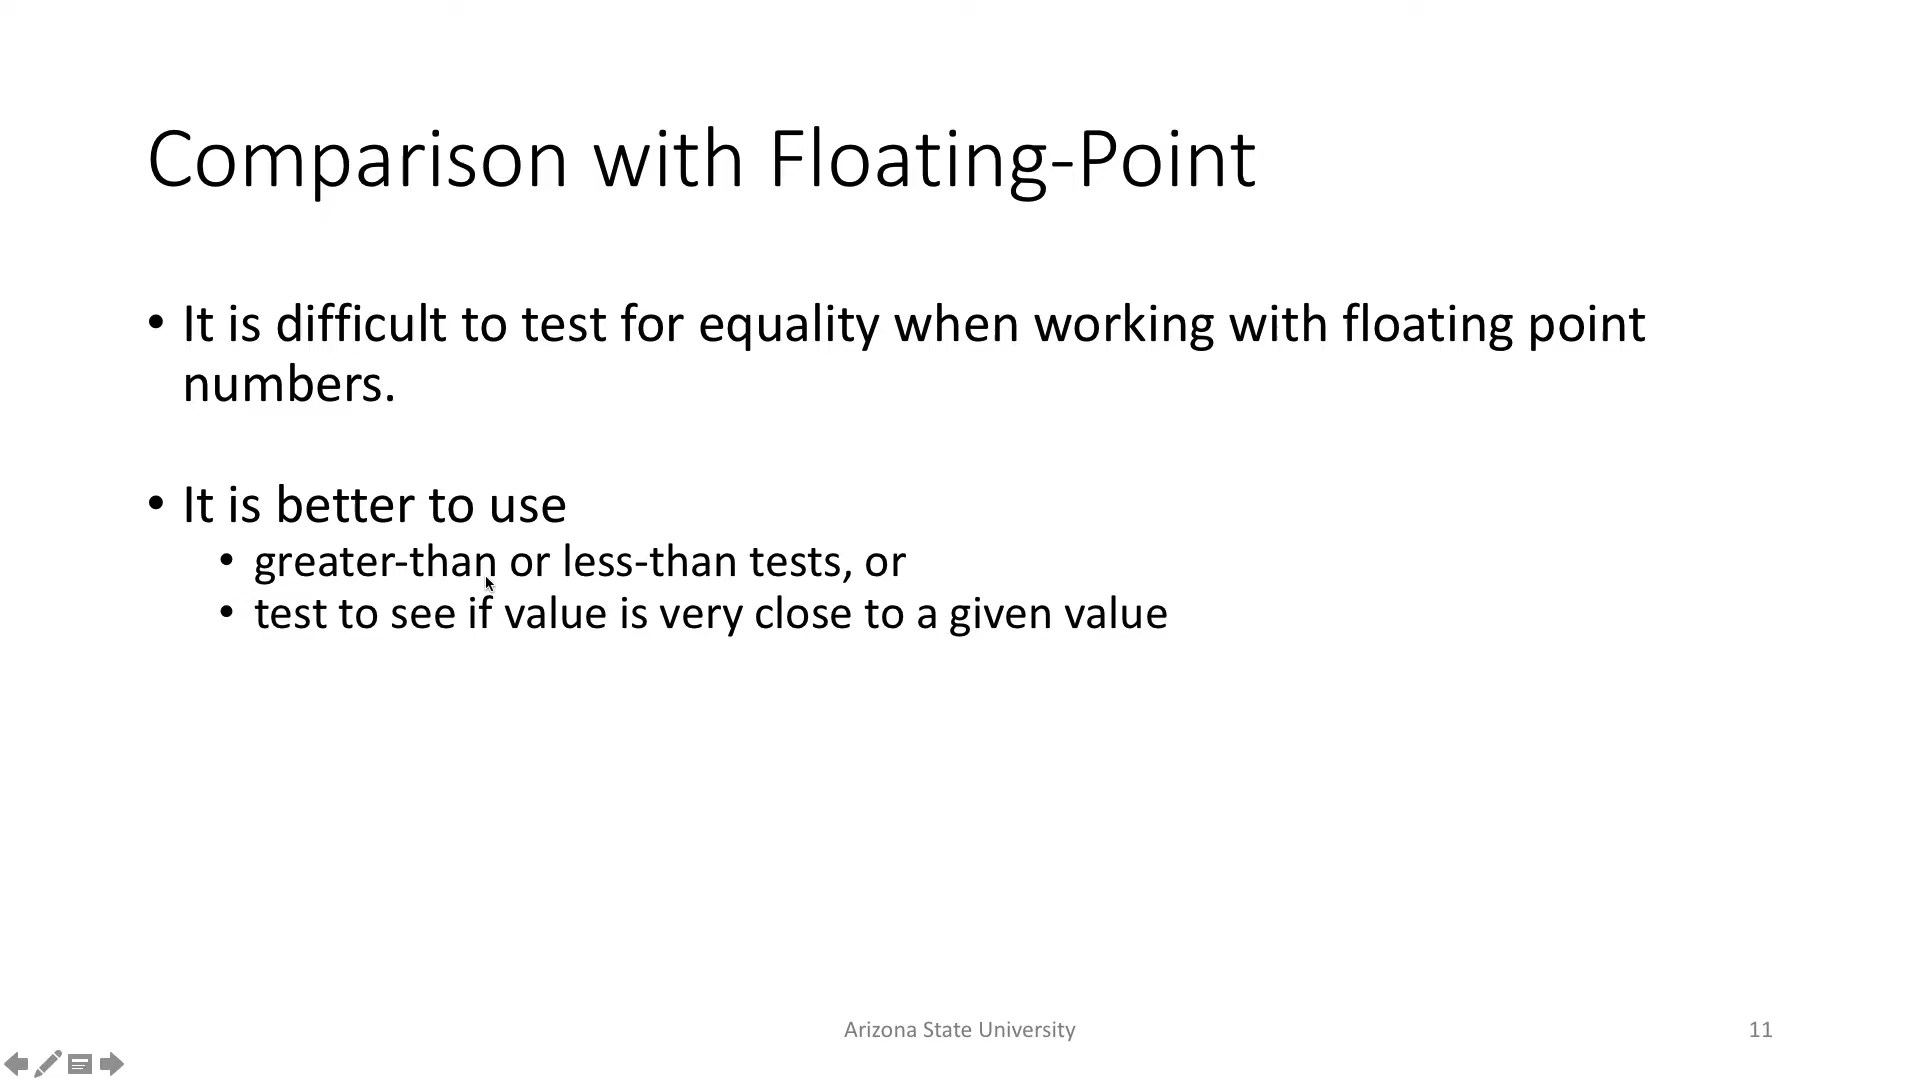 Comparison with Floating-Point
• It is difficult to test for equality when working with floating point
numbers.
• It is better to use
• greater-than or less-than tests, or
• test to see if value is very close to a given value
Arizona State University
11